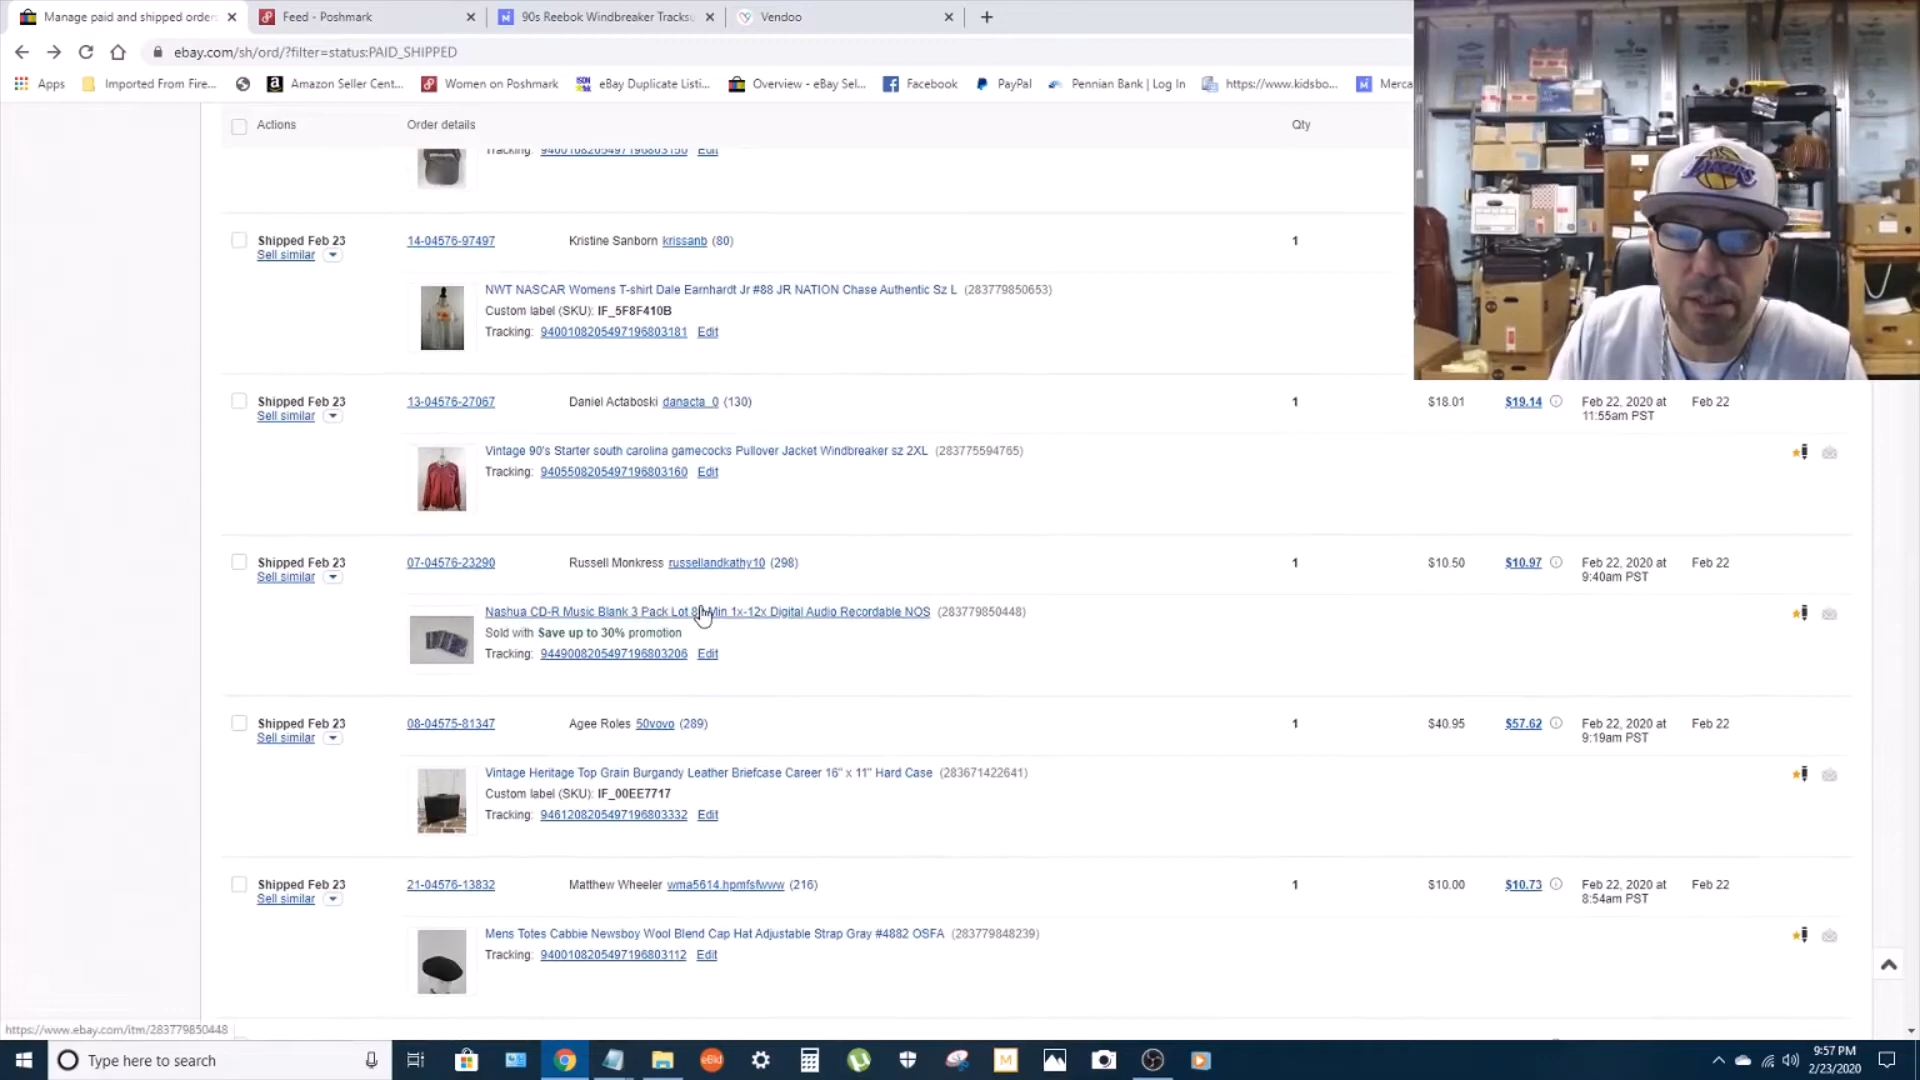 Manage paid and shipped orders
Feed - Poshmark
90s Reebok Windbreaker Tracksu
Vendoo
ebay.com/sh/ord/?filter=status:PAID_SHIPPED
Apps
Imported From Fire...
Amazon Seller Cent...
Women on Poshmark
eBay Duplicate Listi...
Overview - eBay Sel...
Facebook
PayPal
Pennian Bank | Log In
https://www.kidsbo...
Merca
Actions
Order details
Qty
Tracking: 9400108205497196803150 Edit
Shipped Feb 23
14-04576-97497
Kristine Sanborn krissanb (80)
1
Sell similar
NWT NASCAR Womens T-shirt Dale Earnhardt Jr #88 JR NATION Chase Authentic Sz L (283779850653)
Custom label (SKU): IF_5F8F410B
Tracking: 9400108205497196803181 Edit
Shipped Feb 23
13-04576-27067
Daniel Actaboski danacta_0 (130)
1
$18.01
$19.14
Feb 22, 2020 at
11:55am PST
Feb 22
Sell similar
Vintage 90's Starter south carolina gamecocks Pullover Jacket Windbreaker sz 2XL (283775594765)
Tracking: 9405508205497196803160 Edit
Shipped Feb 23
07-04576-23290
Russell Monkress russellandkathy10 (298)
1
$10.50
$10.97
Feb 22, 2020 at
9:40am PST
Feb 22
Sell similar
Nashua CD-R Music Blank 3 Pack Lot Min 1x-12x Digital Audio Recordable NOS (283779850448)
Sold with Save up to 30% promotion
Tracking: 9449008205497196803206 Edit
Shipped Feb 23
08-04575-81347
Agee Roles 50vovo (289)
1
$40.95
$57.62
Feb 22, 2020 at
9:19am PST
Feb 22
Sell similar
Vintage Heritage Top Grain Burgandy Leather Briefcase Career 16" x 11" Hard Case (283671422641)
Custom label (SKU): IF_00EE7717
Tracking: 9461208205497196803332 Edit
Shipped Feb 23
21-04576-13832
Matthew Wheeler wma5614.hpmfsfwww (216)
1
$10.00
$10.73
Feb 22, 2020 at
8:54am PST
Feb 22
Sell similar
Mens Totes Cabbie Newsboy Wool Blend Cap Hat Adjustable Strap Gray #4882 OSFA (283779848239)
Tracking: 9400108205497196803112 Edit
https://www.ebay.com/itm/283779850448
Type here to search
eBid
M
9:57 PM
2/23/2020
LAKERS